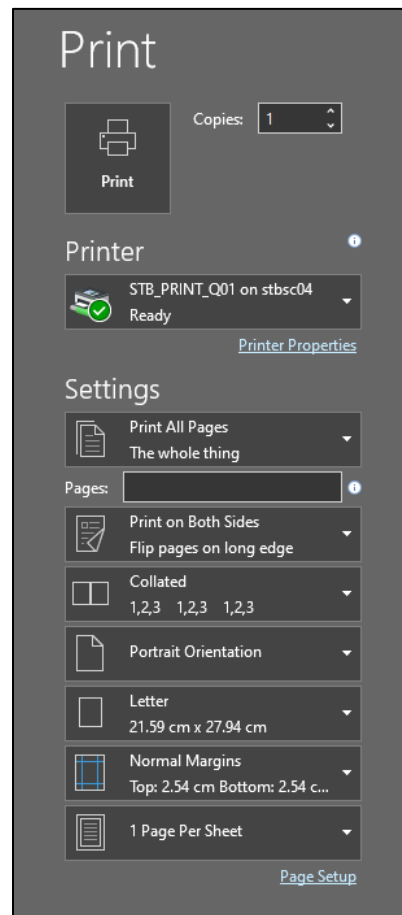 Print
Copies: 1
Print
Printer
STB_PRINT_Q01 on stbsc04
Ready
Printer Properties
Settings
Print All Pages
The whole thing
Pages:
Print on Both Sides
Flip pages on long edge
Collated
1,2,3 1,2,3 1,2,3
Portrait Orientation
Letter
21.59 cm x 27.94 cm
Normal Margins
Top: 2.54 cm Bottom: 2.54 c...
1 Page Per Sheet
Page Setup